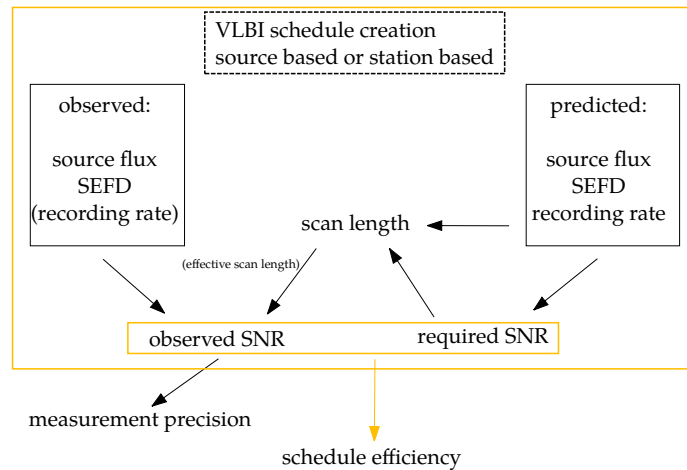 VLBI schedule creation
source based or station based
observed:
source flux
SEFD
(recording rate)
predicted:
source flux
SEFD
recording rate
scan length
(effective scan length)
observed SNR
required SNR
measurement precision
schedule efficiency